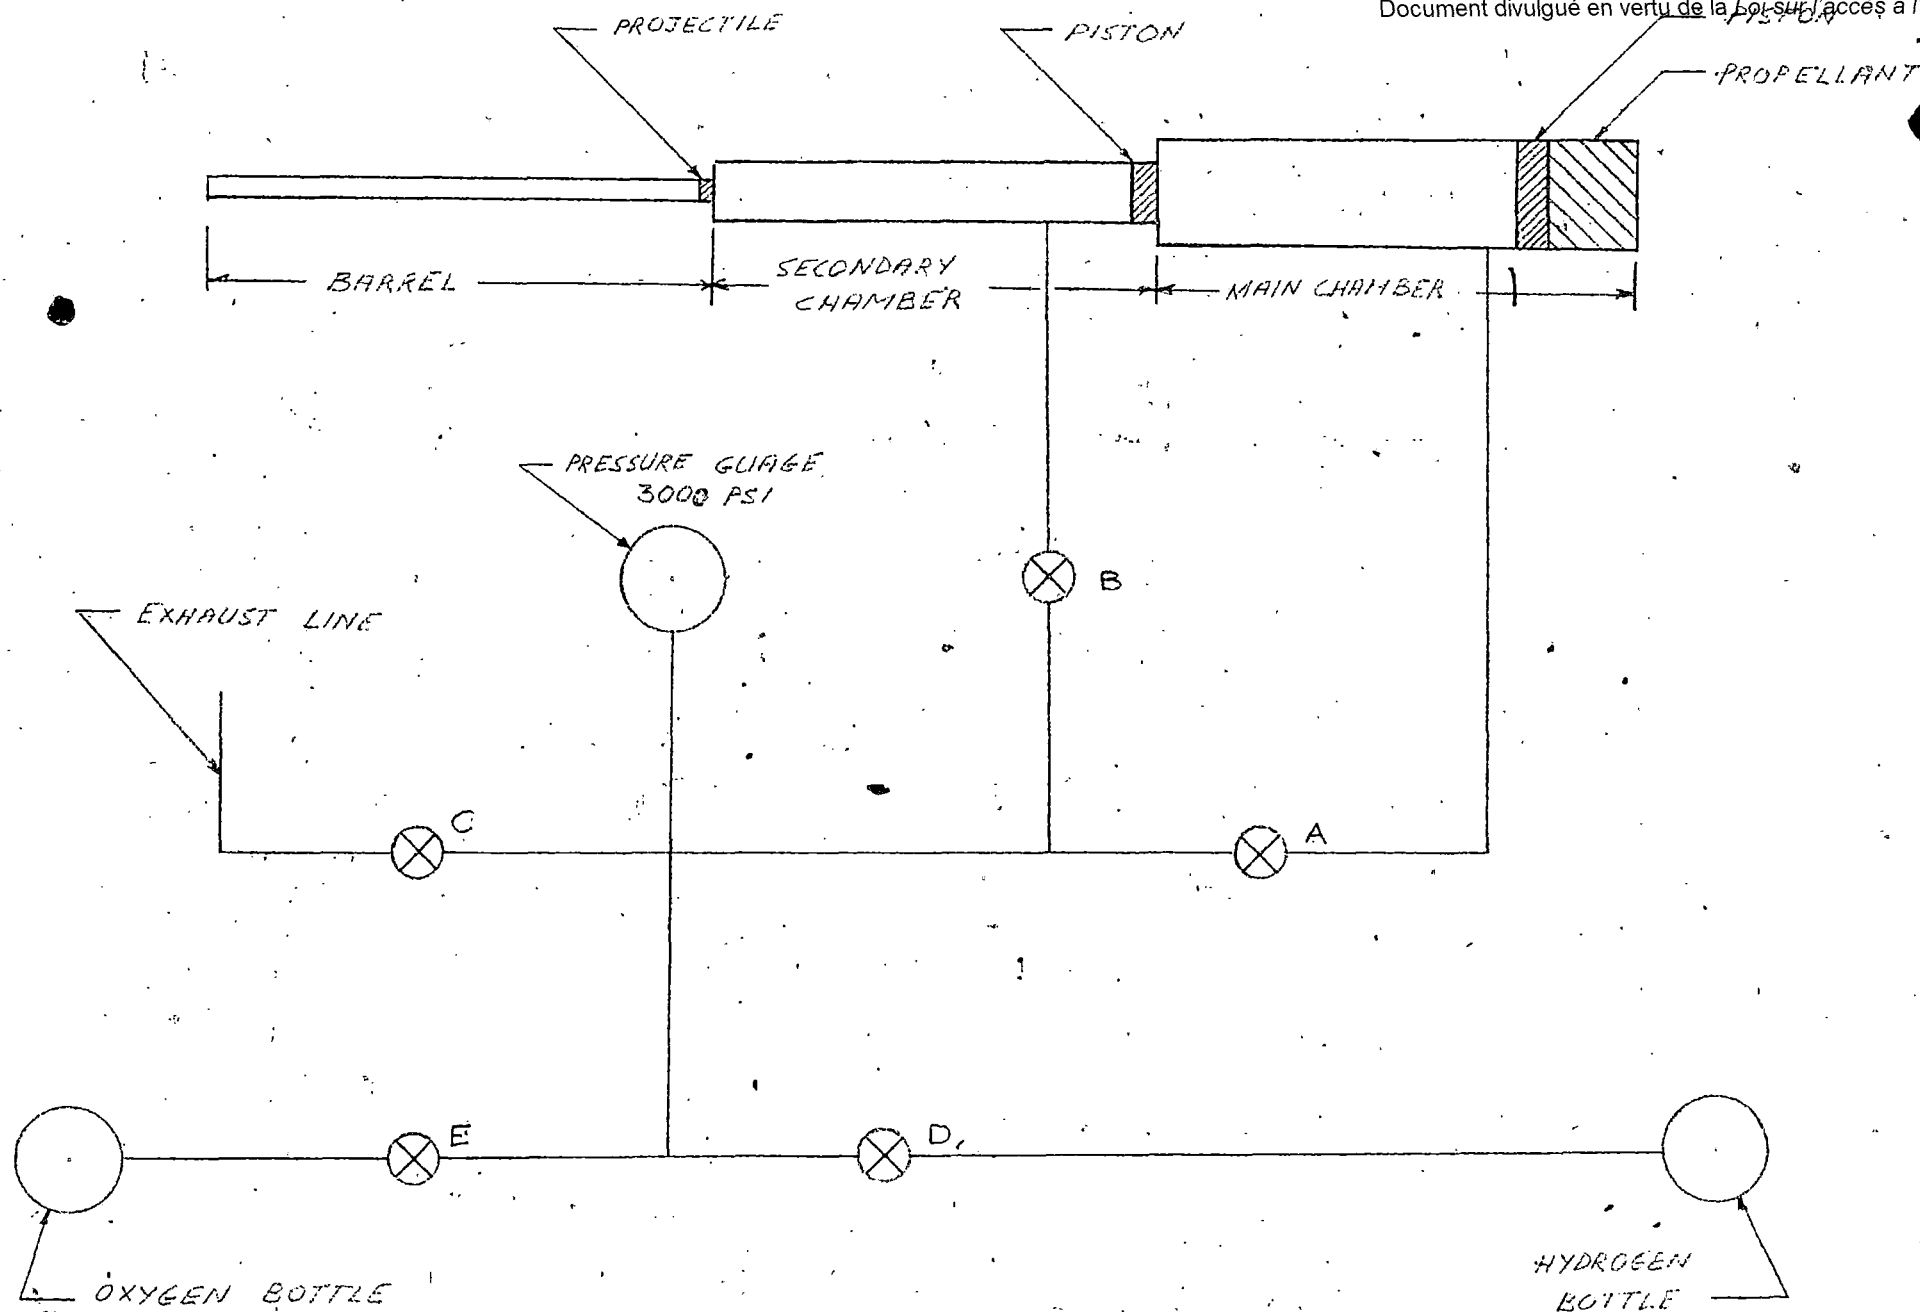 Document divulgué en vertu de la Loi sur l'accès à l'
PROJECTILE
PISTON
PISTON
PROPELLANT
BARREL
SECONDARY
CHAMBER
MAIN CHAMBER
PRESSURE GUAGE
3000 PSI
B
EXHAUST LINE
C
A
E
D
OXYGEN BOTTLE
HYDROGEN
BOTTLE